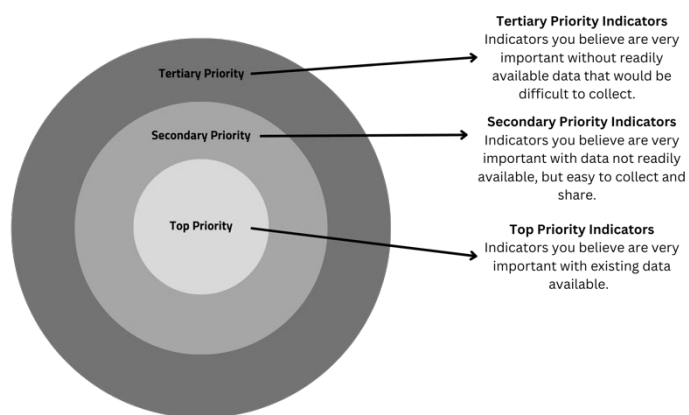 Tertiary Priority
Secondary Priority
Top Priority
Tertiary Priority Indicators
Indicators you believe are very
important without readily
available data that would be
difficult to collect.
Secondary Priority Indicators
Indicators you believe are very
important with data not readily
available, but easy to collect and
share.
Top Priority Indicators
Indicators you believe are very
important with existing data
available.